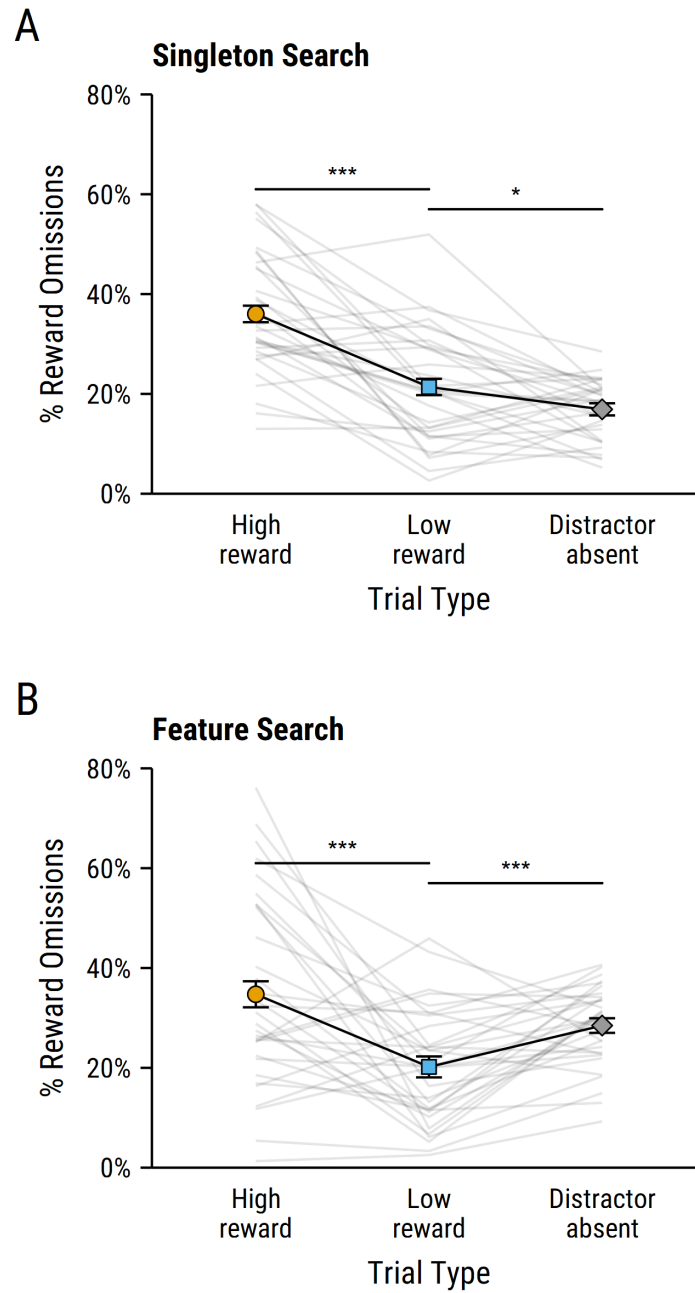 A
Singleton Search
80%
60%
40%
20%
0%
% Reward Omissions
***
*
High
reward
Low
reward
Distractor
absent
Trial Type
B
Feature Search
80%
60%
40%
20%
0%
% Reward Omissions
***
***
High
reward
Low
reward
Distractor
absent
Trial Type